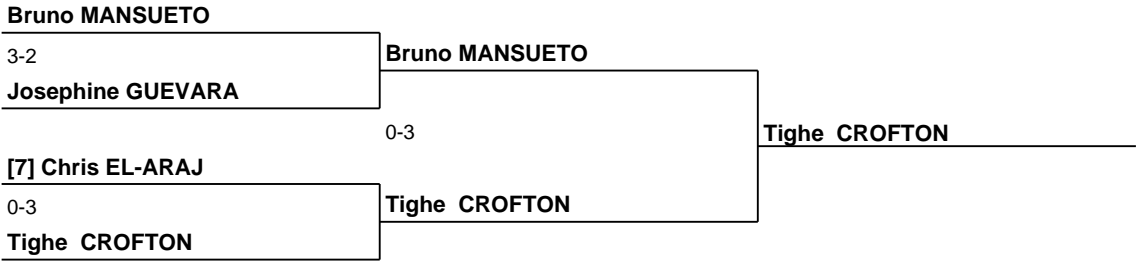 Bruno MANSUETO
3-2
Bruno MANSUETO
Josephine GUEVARA
0-3
Tighe CROFTON
[7] Chris EL-ARAJ
0-3
Tighe CROFTON
Tighe CROFTON